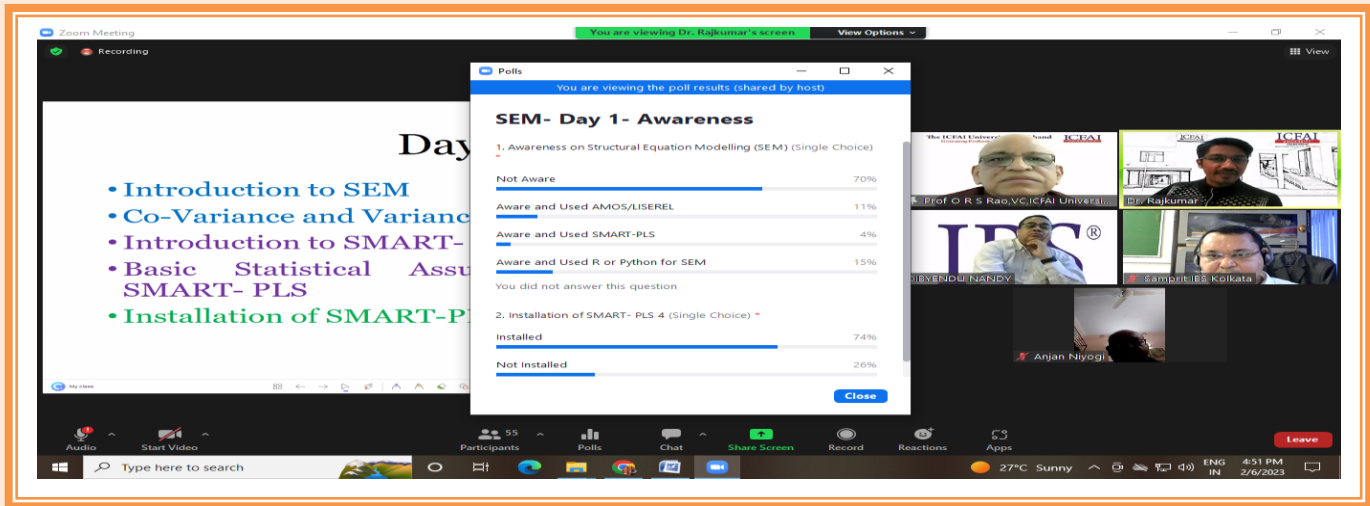 Zoom Meeting
You are viewing Dr. Rajkumar's screen
View Options
Recording
View
Polls
You are viewing the poll results (shared by host)
SEM- Day 1- Awareness
1. Awareness on Structural Equation Modelling (SEM) (Single Choice)
*
Not Aware 70%
Aware and Used AMOS/LISEREL 11%
Aware and Used SMART-PLS 4%
Aware and Used R or Python for SEM 15%
You did not answer this question
2. Installation of SMART- PLS 4 (Single Choice) *
Installed 74%
Not Installed 26%
Close
Day
• Introduction to SEM
• Co-Variance and Varianc
• Introduction to SMART-
• Basic Statistical Assu
SMART- PLS
• Installation of SMART-P
My class
The ICFAI
ICFAI
Prof O R S Rao,VC,ICFAI Universi...
ICFAI
ICFAI
Dr. Rajkumar
®
IBYENDU NANDY
Samprit IBS Kolkata
Anjan Niyogi
Audio
Start Video
Participants 55
Polls
Chat
Share Screen
Record
Reactions
Apps
Leave
Type here to search
27°C Sunny
ENG
IN
4:51 PM
2/6/2023